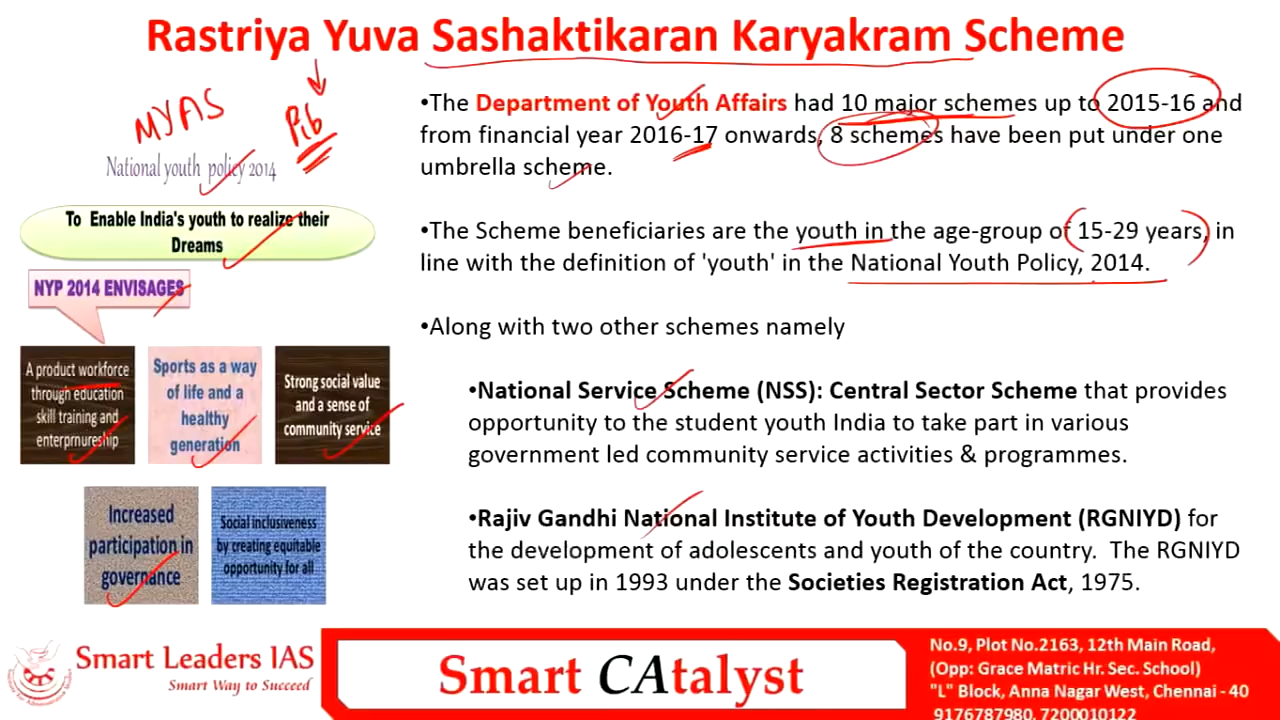 Rastriya Yuva Sashaktikaran Karyakram Scheme
MYAS
Pib
National youth policy 2014
To Enable India's youth to realize their
Dreams
NYP 2014 ENVISAGES
A product workforce
through education
skill training and
enterprnureship
Sports as a way
of life and a
healthy
generation
Strong social value
and a sense of
community service
Increased
participation in
governance
Social inclusiveness
by creating equitable
opportunity for all
•The Department of Youth Affairs had 10 major schemes up to 2015-16 and
from financial year 2016-17 onwards, 8 schemes have been put under one
umbrella scheme.
•The Scheme beneficiaries are the youth in the age-group of 15-29 years, in
line with the definition of 'youth' in the National Youth Policy, 2014.
•Along with two other schemes namely
•National Service Scheme (NSS): Central Sector Scheme that provides
opportunity to the student youth India to take part in various
government led community service activities & programmes.
•Rajiv Gandhi National Institute of Youth Development (RGNIYD) for
the development of adolescents and youth of the country. The RGNIYD
was set up in 1993 under the Societies Registration Act, 1975.
Smart Leaders IAS
Smart Way to Succeed
Smart CAtalyst
No.9, Plot No.2163, 12th Main Road,
(Opp: Grace Matric Hr. Sec. School)
"L" Block, Anna Nagar West, Chennai - 40
9176787980, 7200010122